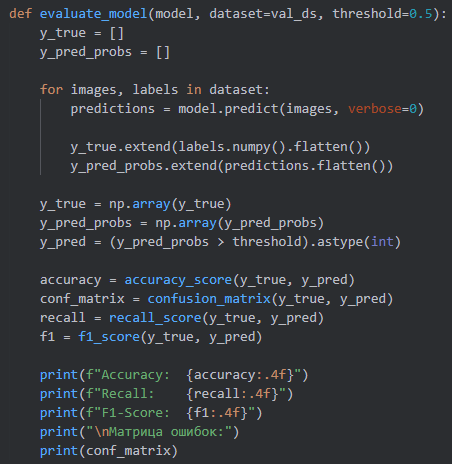 def evaluate_model(model, dataset=val_ds, threshold=0.5):
    y_true = []
    y_pred_probs = []

    for images, labels in dataset:
        predictions = model.predict(images, verbose=0)

        y_true.extend(labels.numpy().flatten())
        y_pred_probs.extend(predictions.flatten())

    y_true = np.array(y_true)
    y_pred_probs = np.array(y_pred_probs)
    y_pred = (y_pred_probs > threshold).astype(int)

    accuracy = accuracy_score(y_true, y_pred)
    conf_matrix = confusion_matrix(y_true, y_pred)
    recall = recall_score(y_true, y_pred)
    f1 = f1_score(y_true, y_pred)

    print(f"Accuracy:  {accuracy:.4f}")
    print(f"Recall:    {recall:.4f}")
    print(f"F1-Score:  {f1:.4f}")
    print("\nМатрица ошибок:")
    print(conf_matrix)